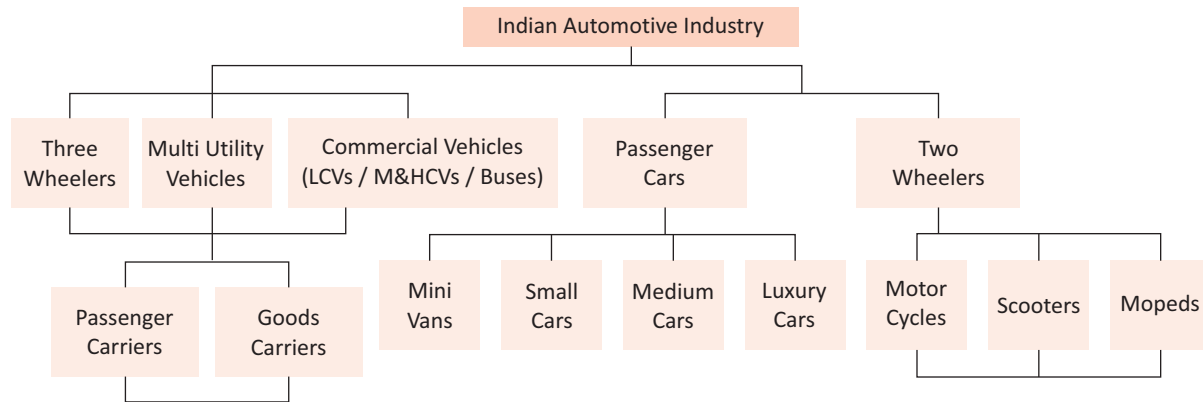 Indian Automotive Industry
Three
Wheelers
Multi Utility
Vehicles
Commercial Vehicles
(LCVs / M&HCVs / Buses)
Passenger
Cars
Two
Wheelers
Passenger
Carriers
Goods
Carriers
Mini
Vans
Small
Cars
Medium
Cars
Luxury
Cars
Motor
Cycles
Scooters
Mopeds